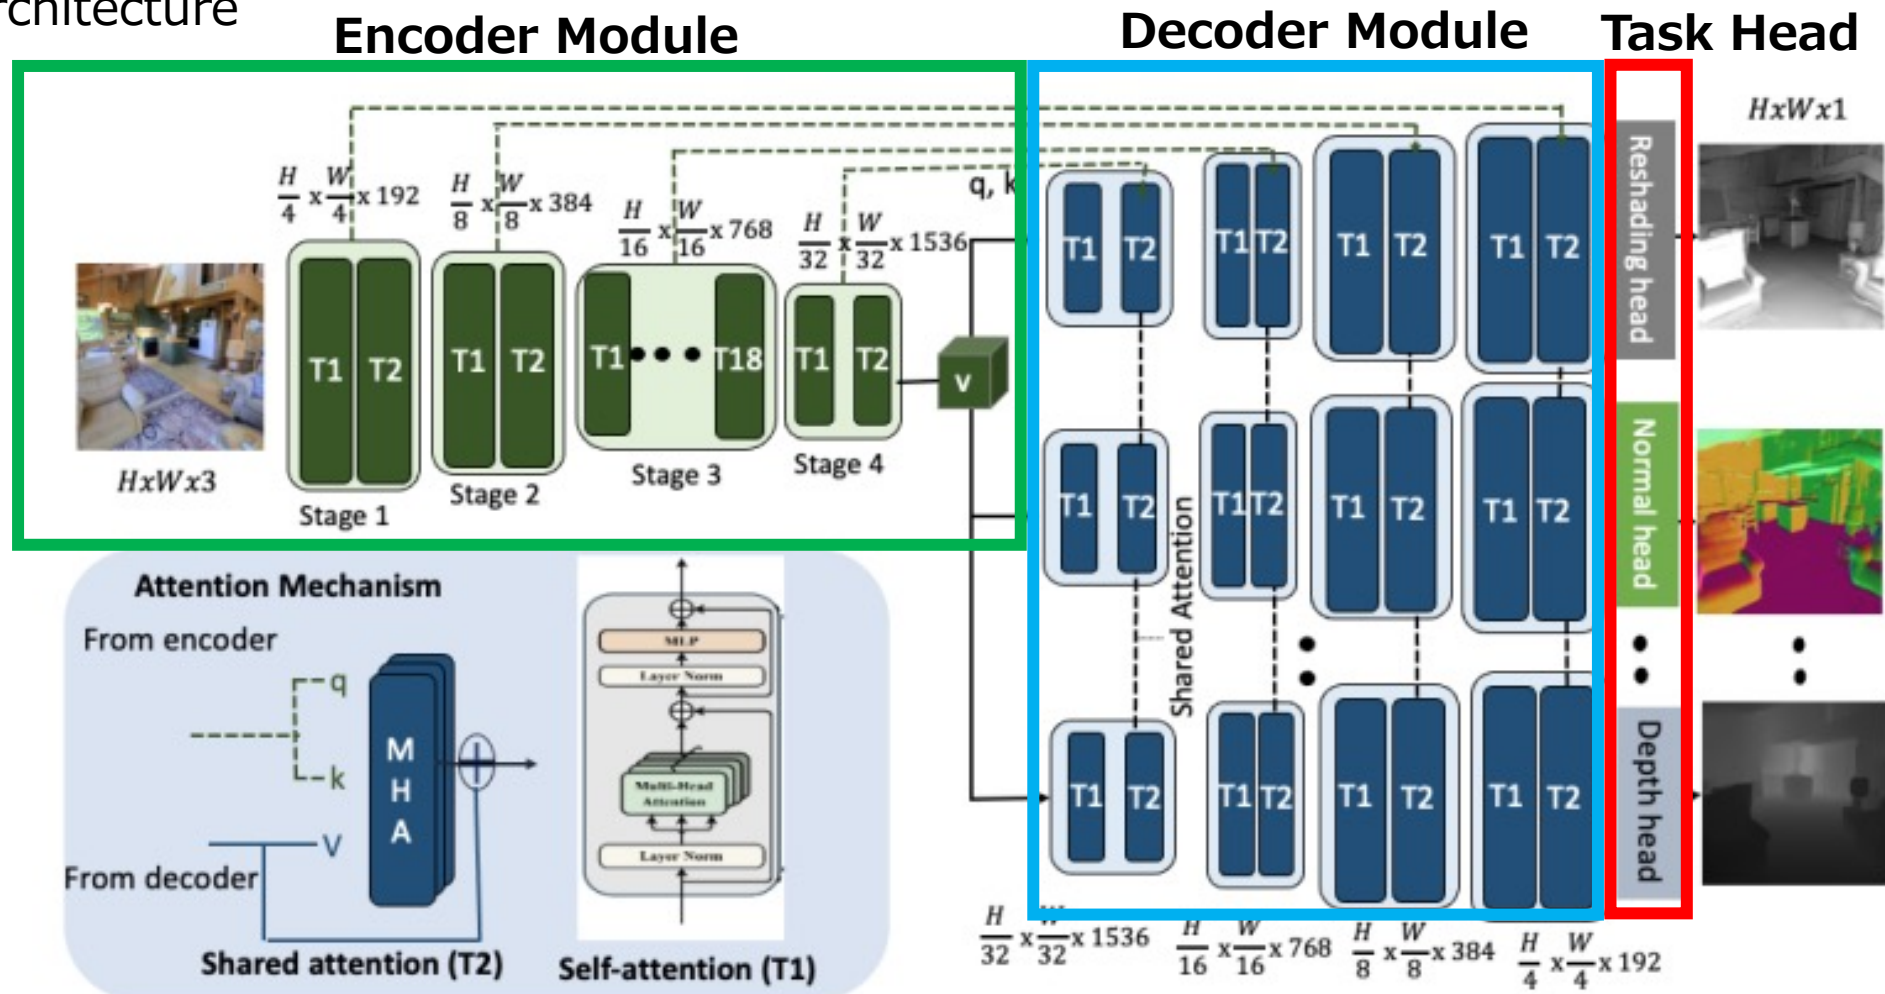 rchitecture
Encoder Module
Decoder Module
Task Head
HxWx1
H/4 x W/4 x 192
H/8 x W/8 x 384
H/16 x W/16 x 768
H/32 x W/32 x 1536
q, k
T1 T2
T1 T2
T1 ••• T18
T1 T2
v
HxWx3
Stage 1
Stage 2
Stage 3
Stage 4
T1 T2 T1 T2 T1 T2 T1 T2
Reshading head
T1 T2 T1 T2 T1 T2 T1 T2
Normal head
Shared Attention
T1 T2 T1 T2 T1 T2 T1 T2
Depth head
Attention Mechanism
From encoder
q
k
V
From decoder
M
H
A
Shared attention (T2)
MLP
Layer Norm
Multi-Head
Attention
Layer Norm
Self-attention (T1)
H/32 x W/32 x 1536
H/16 x W/16 x 768
H/8 x W/8 x 384
H/4 x W/4 x 192